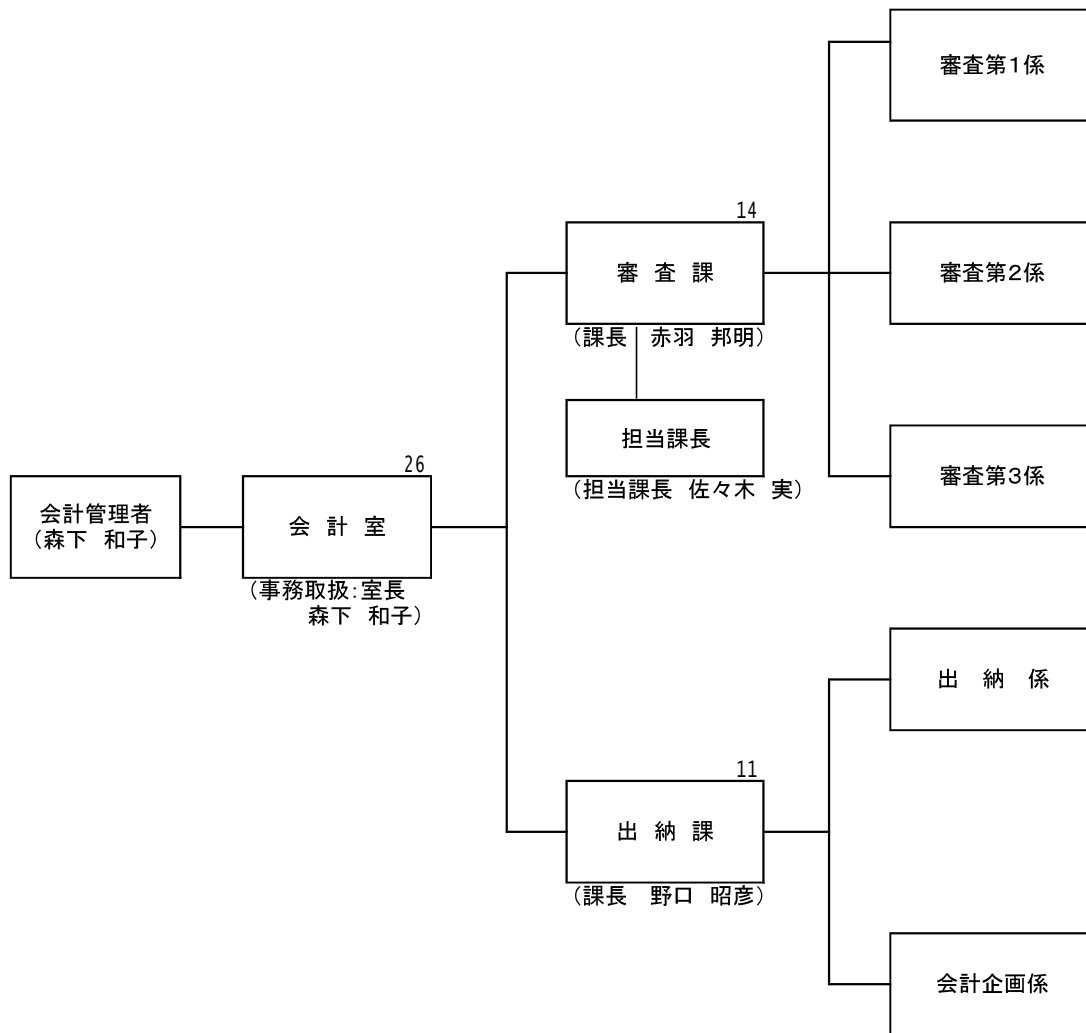 審査第1係
14
審 査 課
(課長 赤羽 邦明)
審査第2係
担当課長
(担当課長 佐々木 実)
審査第3係
会計管理者
(森下 和子)
26
会 計 室
(事務取扱:室長
森下 和子)
出 納 係
11
出 納 課
(課長 野口 昭彦)
会計企画係